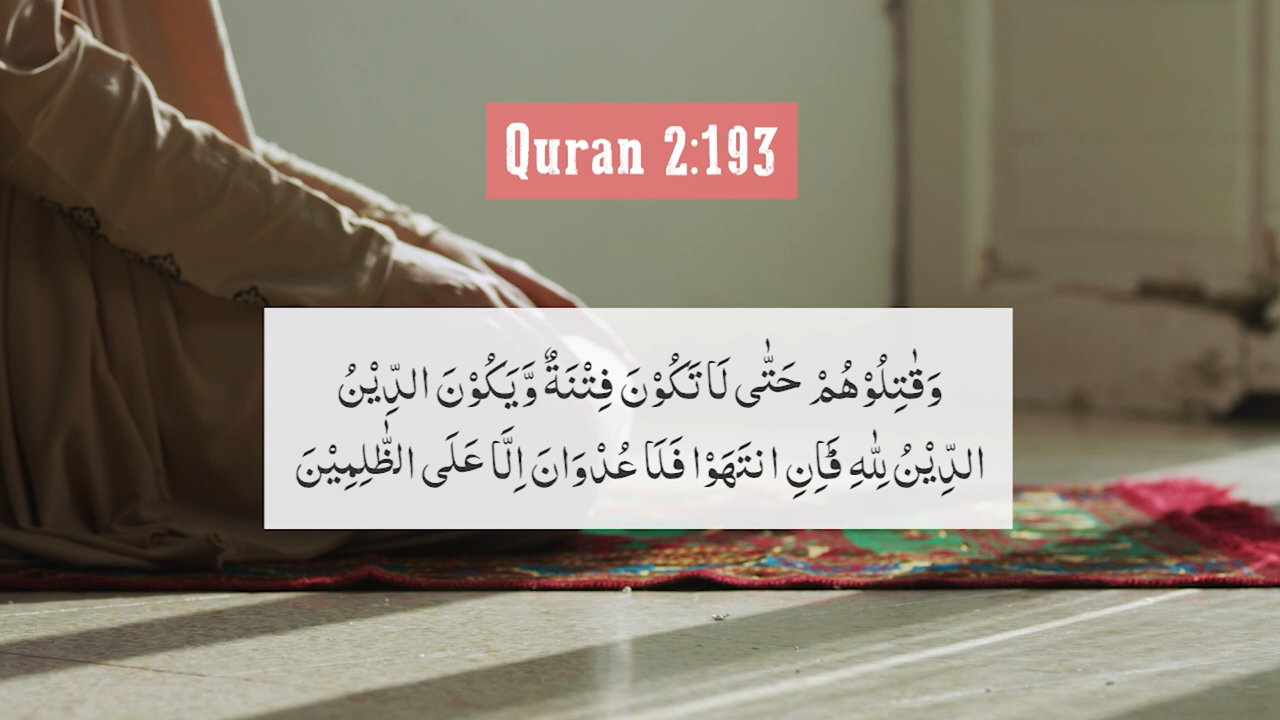 Quran 2:193
وَقٰتِلُوْهُمْ حَتّٰى لَا تَكُوْنَ فِتْنَةٌ وَّيَكُوْنَ الدِّيْنُ
الدِّيْنُ لِلّٰهِ ۗ فَاِنِ انْتَهَوْا فَلَا عُدْوَانَ اِلَّا عَلَى الظّٰلِمِيْنَ